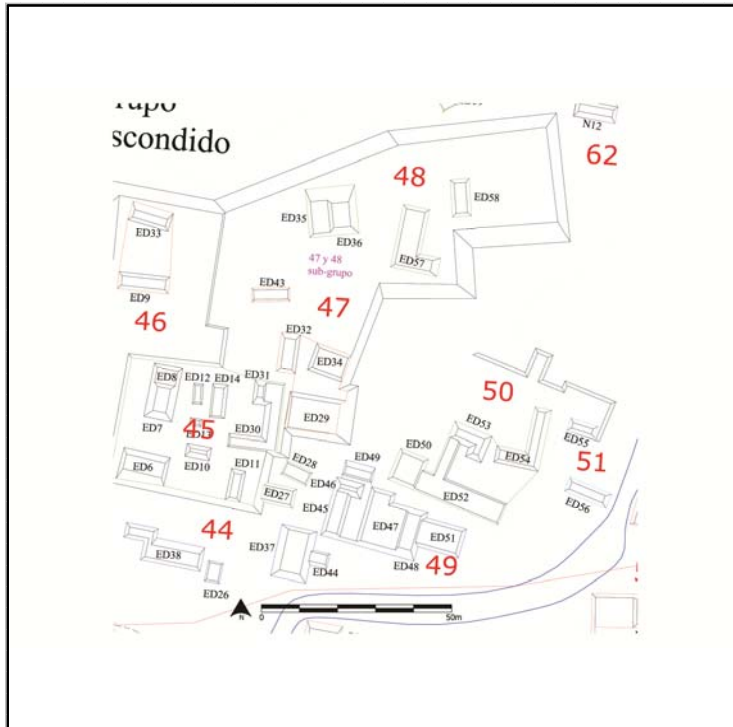 scondido
N12
62
48
ED58
ED35
ED33
ED36
ED57
47 y 48
sub-grupo
ED9
ED43
47
46
ED32
ED34
ED31
ED8
ED12
ED14
50
ED29
ED7
45
ED30
ED53
ED55
ED10
ED50
ED54
51
ED6
ED11
ED28
ED49
ED46
ED52
ED56
ED27
ED45
44
ED47
ED51
ED37
ED38
ED44
ED48
49
ED26
N
0
50m